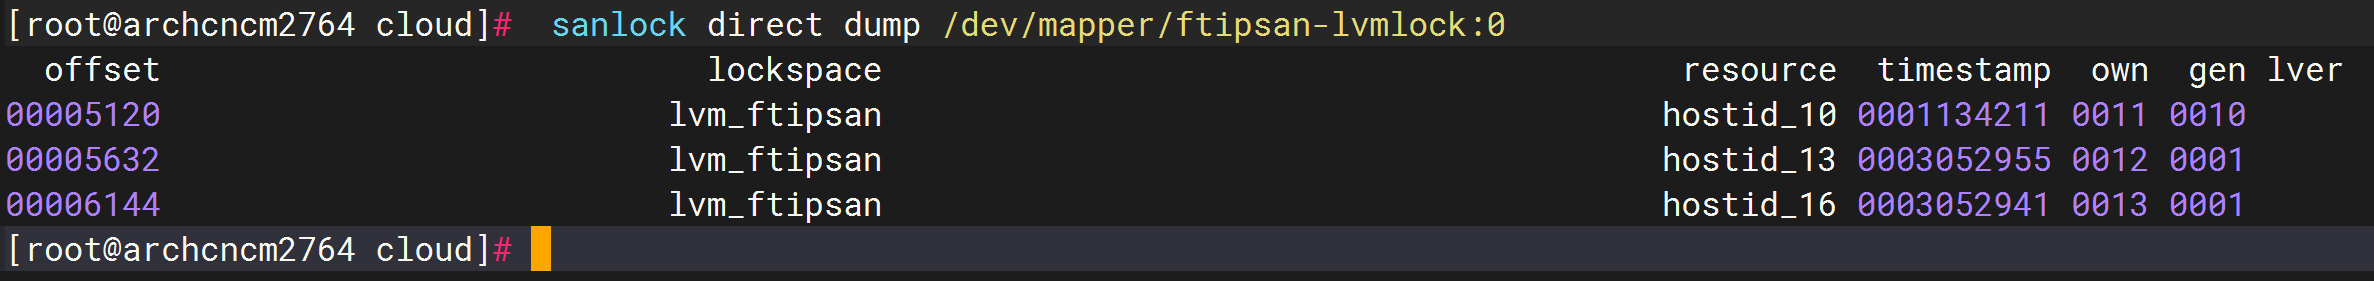 [root@archcncm2764 cloud]# sanlock direct dump /dev/mapper/ftipsan-lvmlock:0
offset lockspace resource timestamp own gen lver
00005120 lvm_ftipsan hostid_10 0001134211 0011 0010
00005632 lvm_ftipsan hostid_13 0003052955 0012 0001
00006144 lvm_ftipsan hostid_16 0003052941 0013 0001
[root@archcncm2764 cloud]#